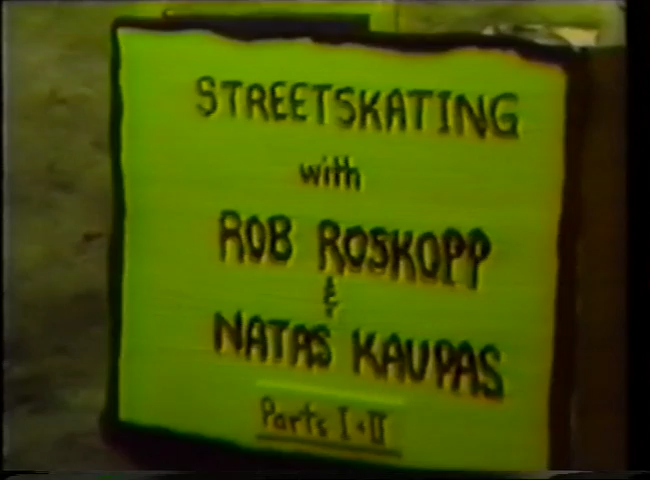 STREETSKATING
with
ROB ROSKOPP
&
NATAS KAUPAS
Parts I+II